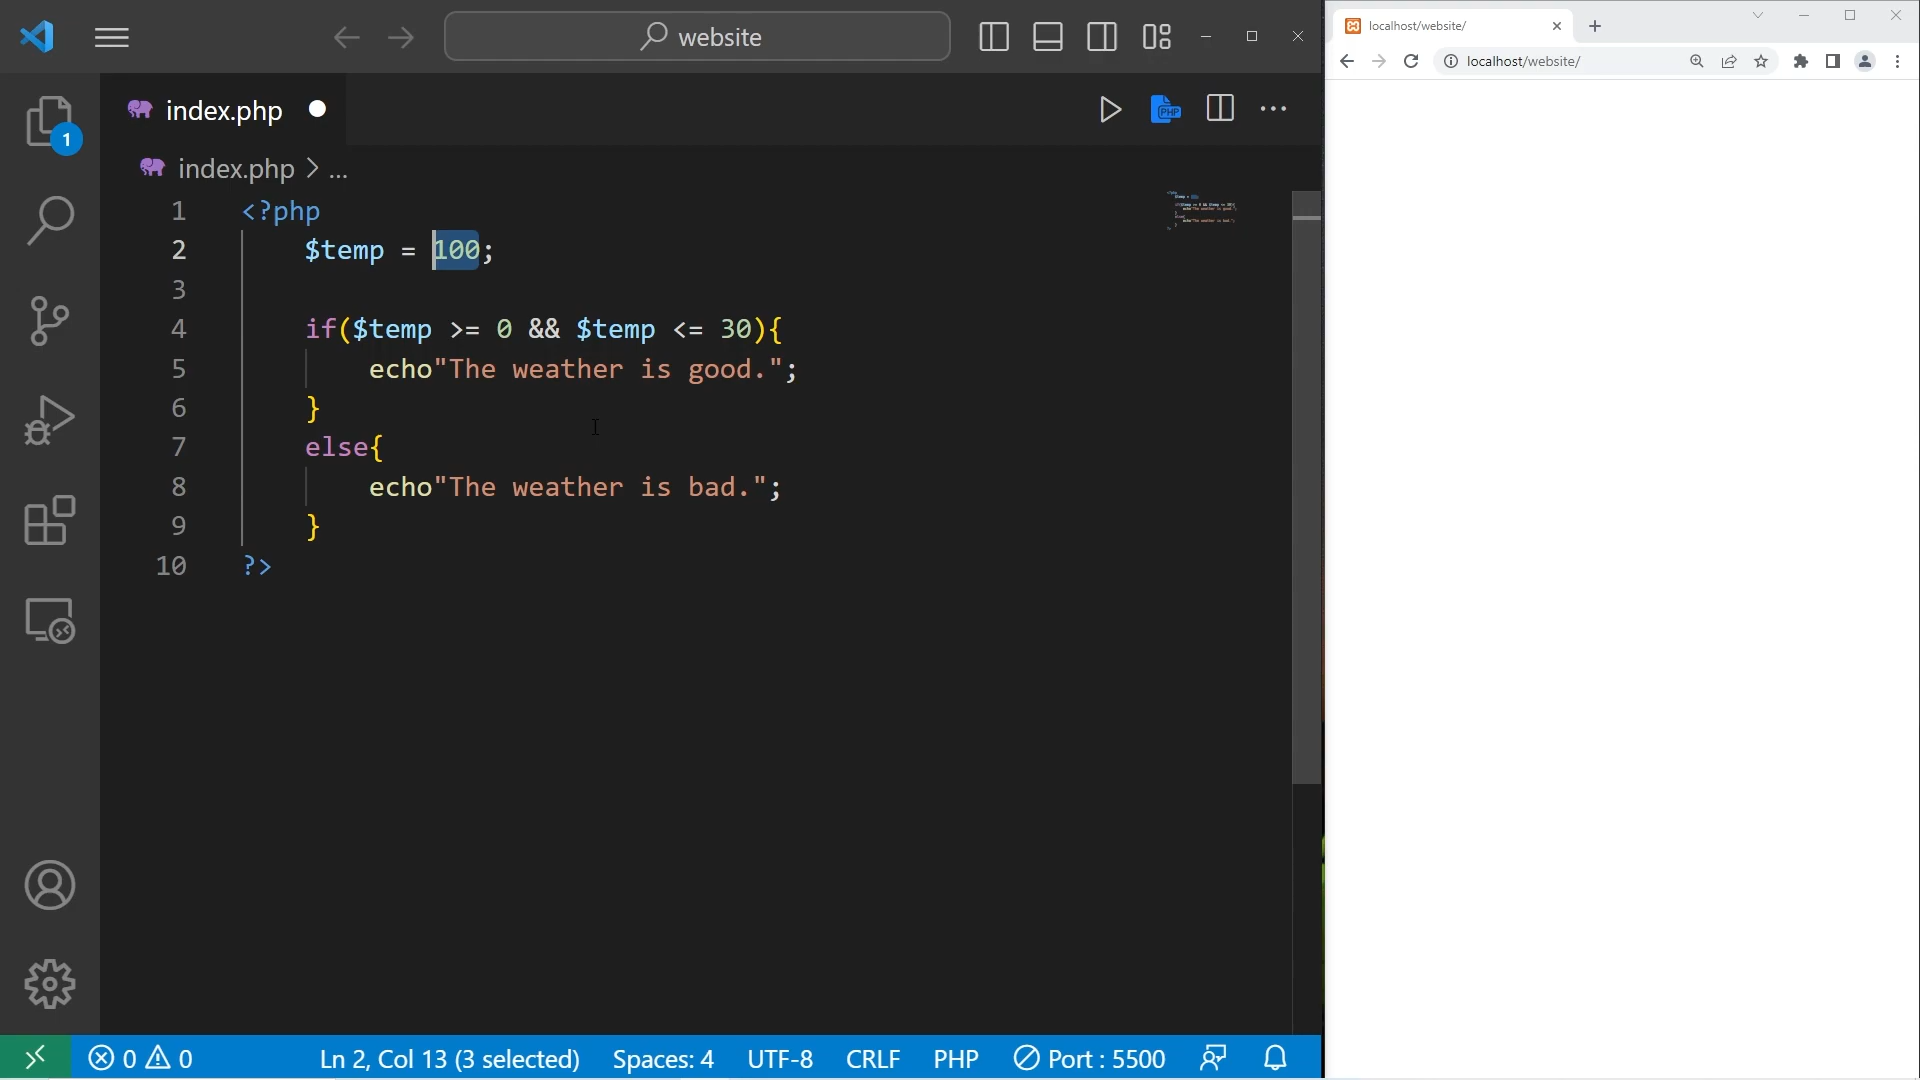 website
index.php
PHP
index.php > ...
1 <?php
2 $temp = 100;
3
4 if($temp >= 0 && $temp <= 30){
5 echo"The weather is good.";
6 }
7 else{
8 echo"The weather is bad.";
9 }
10 ?>
1
0 0 Ln 2, Col 13 (3 selected) Spaces: 4 UTF-8 CRLF PHP Port : 5500
localhost/website/
localhost/website/